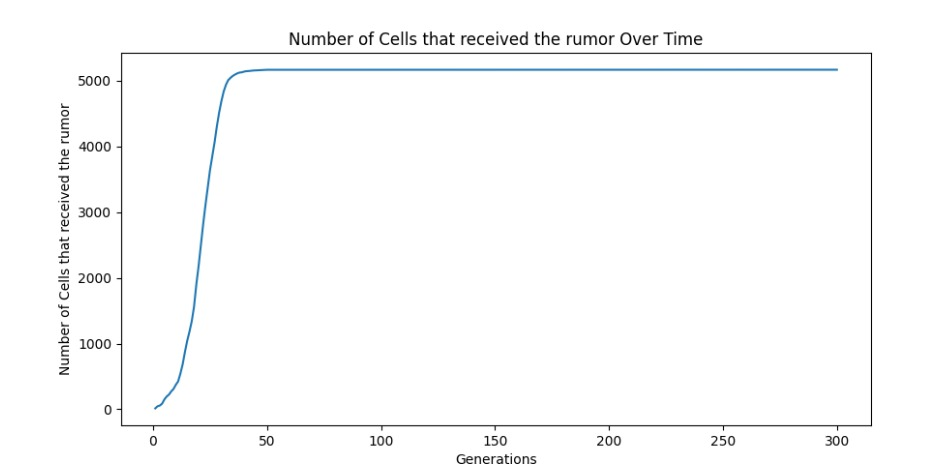 Number of Cells that received the rumor Over Time
Number of Cells that received the rumor
5000
4000
3000
2000
1000
0
0 50 100 150 200 250 300
Generations